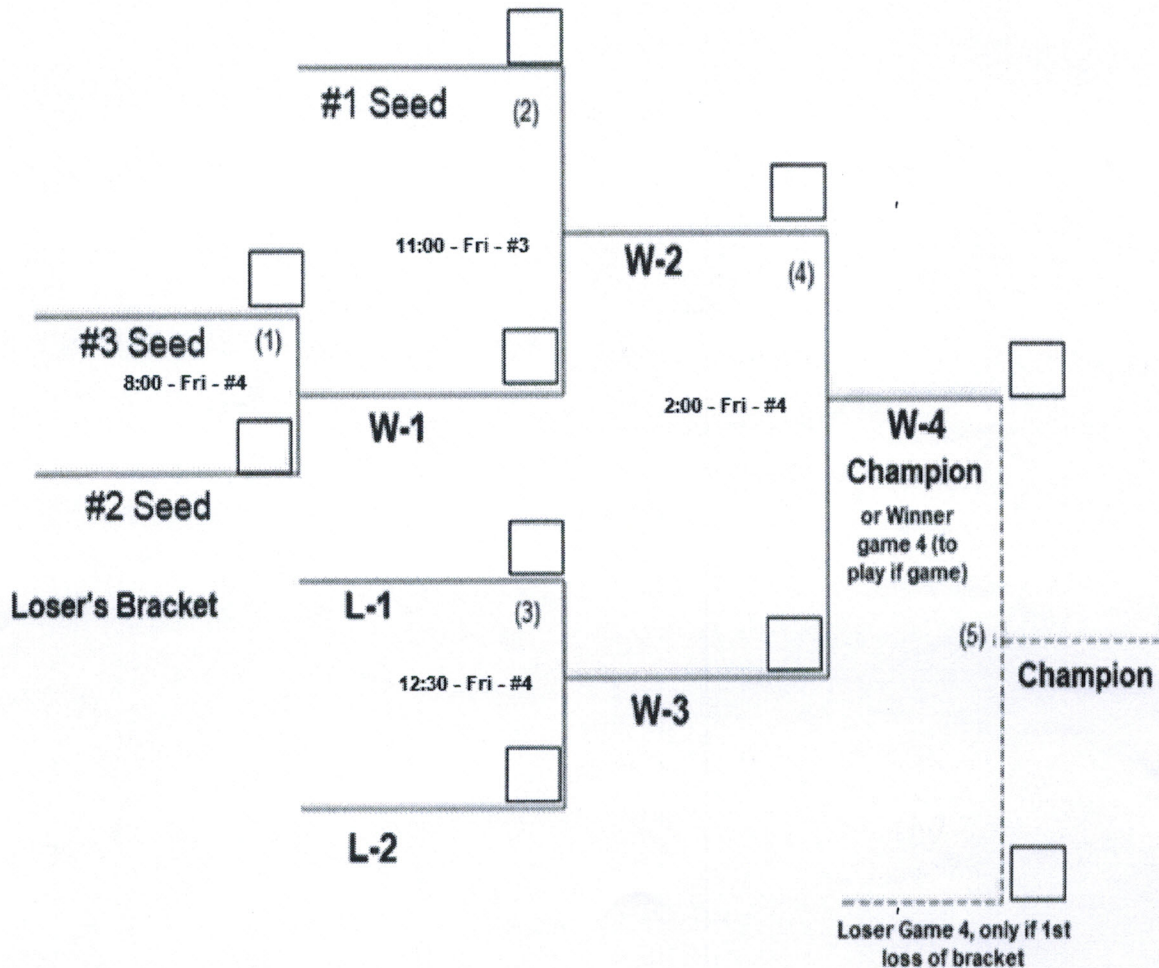 #1 Seed
(2)
11:00 - Fri - #3
W-2
(4)
#3 Seed
(1)
8:00 - Fri - #4
W-1
2:00 - Fri - #4
W-4
Champion
or Winner
game 4 (to
play if game)
#2 Seed
Loser's Bracket
L-1
(3)
12:30 - Fri - #4
W-3
(5)
Champion
L-2
Loser Game 4, only if 1st
loss of bracket